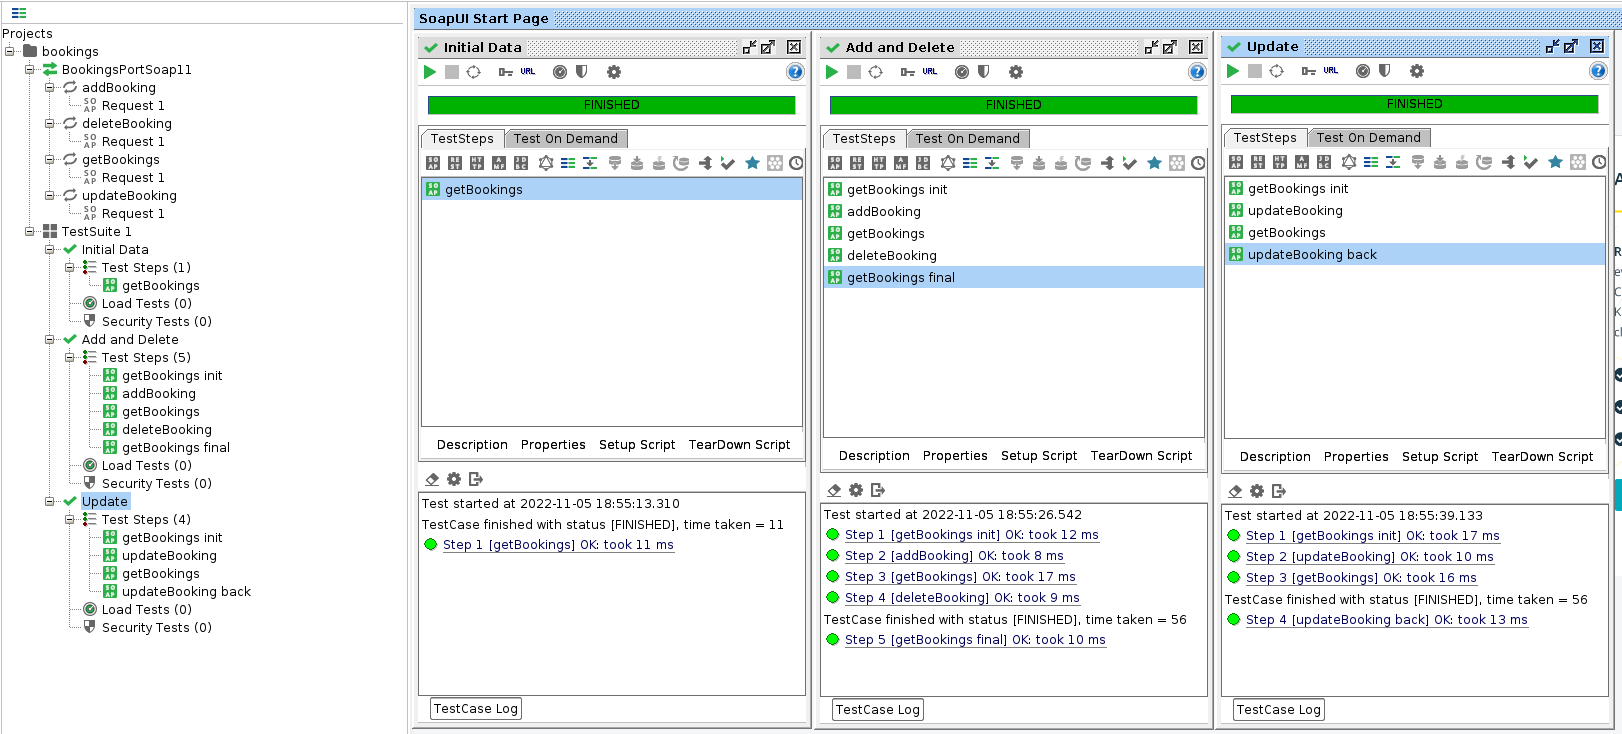 Projects
bookings
BookingsPortSoap11
addBooking
Request 1
deleteBooking
Request 1
getBookings
Request 1
updateBooking
Request 1
TestSuite 1
Initial Data
Test Steps (1)
getBookings
Load Tests (0)
Security Tests (0)
Add and Delete
Test Steps (5)
getBookings init
addBooking
getBookings
deleteBooking
getBookings final
Load Tests (0)
Security Tests (0)
Update
Test Steps (4)
getBookings init
updateBooking
getBookings
updateBooking back
Load Tests (0)
Security Tests (0)
SoapUI Start Page
Initial Data
URL
FINISHED
TestSteps Test On Demand
getBookings
Description Properties Setup Script TearDown Script
Test started at 2022-11-05 18:55:13.310
TestCase finished with status [FINISHED], time taken = 11
Step 1 [getBookings] OK: took 11 ms
TestCase Log
Add and Delete
URL
FINISHED
TestSteps Test On Demand
getBookings init
addBooking
getBookings
deleteBooking
getBookings final
Description Properties Setup Script TearDown Script
Test started at 2022-11-05 18:55:26.542
Step 1 [getBookings init] OK: took 12 ms
Step 2 [addBooking] OK: took 8 ms
Step 3 [getBookings] OK: took 17 ms
Step 4 [deleteBooking] OK: took 9 ms
TestCase finished with status [FINISHED], time taken = 56
Step 5 [getBookings final] OK: took 10 ms
TestCase Log
Update
URL
FINISHED
TestSteps Test On Demand
getBookings init
updateBooking
getBookings
updateBooking back
Description Properties Setup Script TearDown Script
Test started at 2022-11-05 18:55:39.133
Step 1 [getBookings init] OK: took 17 ms
Step 2 [updateBooking] OK: took 10 ms
Step 3 [getBookings] OK: took 16 ms
TestCase finished with status [FINISHED], time taken = 56
Step 4 [updateBooking back] OK: took 13 ms
TestCase Log